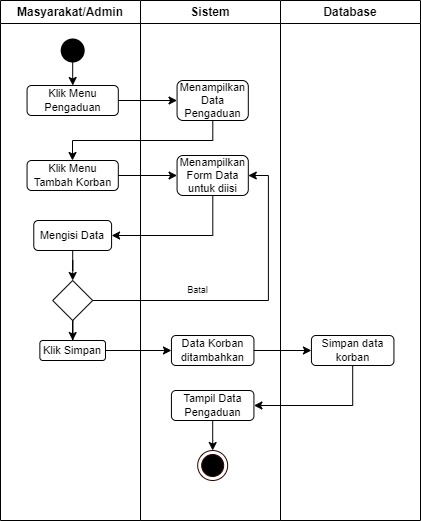 Masyarakat/Admin
Sistem
Database
Klik Menu
Pengaduan
Menampilkan
Data
Pengaduan
Klik Menu
Tambah Korban
Menampilkan
Form Data
untuk diisi
Mengisi Data
Batal
Klik Simpan
Data Korban
ditambahkan
Simpan data
korban
Tampil Data
Pengaduan